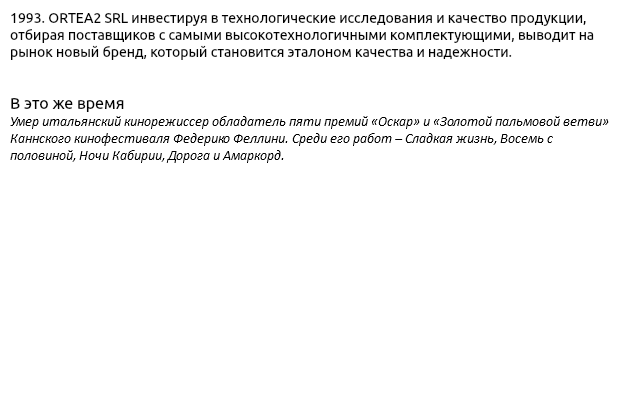 1993. ORTEA2 SRL инвестируя в технологические исследования и качество продукции,
отбирая поставщиков с самыми высокотехнологичными комплектующими, выводит на
рынок новый бренд, который становится эталоном качества и надежности.
В это же время
Умер итальянский кинорежиссер обладатель пяти премий «Оскар» и «Золотой пальмовой ветви»
Каннского кинофестиваля Федерико Феллини. Среди его работ – Сладкая жизнь, Восемь с
половиной, Ночи Кабирии, Дорога и Амаркорд.